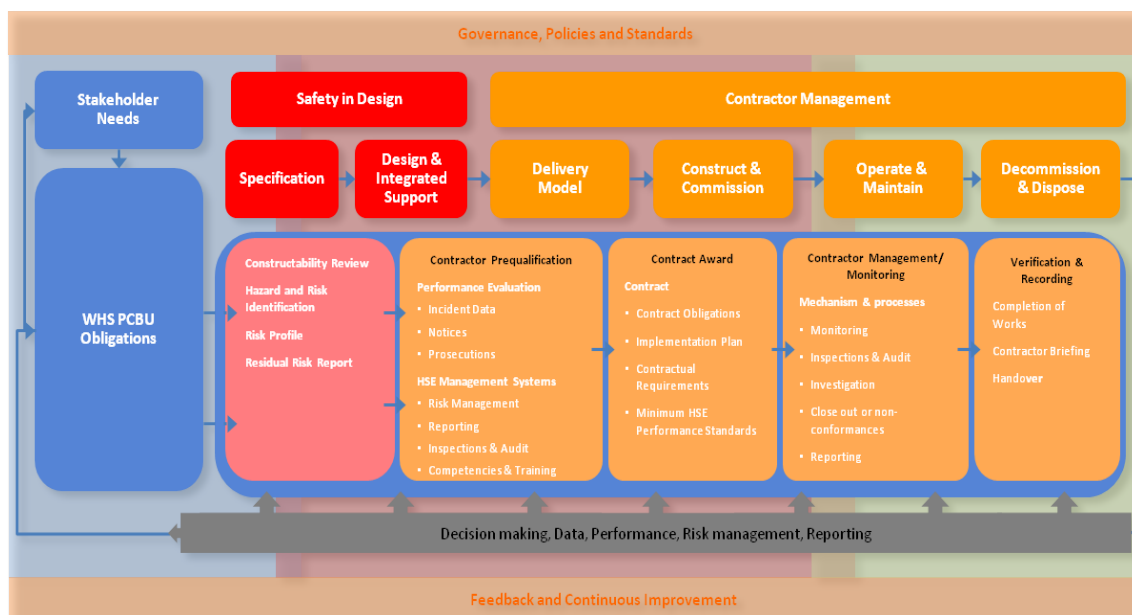 Governance, Policies and Standards
Stakeholder
Needs
Safety in Design
Contractor Management
Specification
Design &
Integrated
Support
Delivery
Model
Construct &
Commission
Operate &
Maintain
Decommission
& Dispose
WHS PCBU
Obligations
Constructability Review
Hazard and Risk
Identification
Risk Profile
Residual Risk Report
Contractor Prequalification
Performance Evaluation
• Incident Data
• Notices
• Prosecutions
HSE Management Systems
• Risk Management
• Reporting
• Inspections & Audit
• Competencies & Training
Contract Award
Contract
• Contract Obligations
• Implementation Plan
• Contractual
Requirements
• Minimum HSE
Performance Standards
Contractor Management/
Monitoring
Mechanism & processes
• Monitoring
• Inspections & Audit
• Investigation
• Close out or non-
conformances
• Reporting
Verification &
Recording
Completion of
Works
Contractor Briefing
Handover
Decision making, Data, Performance, Risk management, Reporting
Feedback and Continuous Improvement